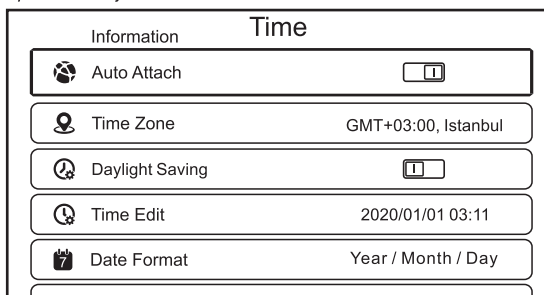 Time
Information
Auto Attach
Time Zone GMT+03:00, Istanbul
Daylight Saving
Time Edit 2020/01/01 03:11
7
Date Format Year / Month / Day